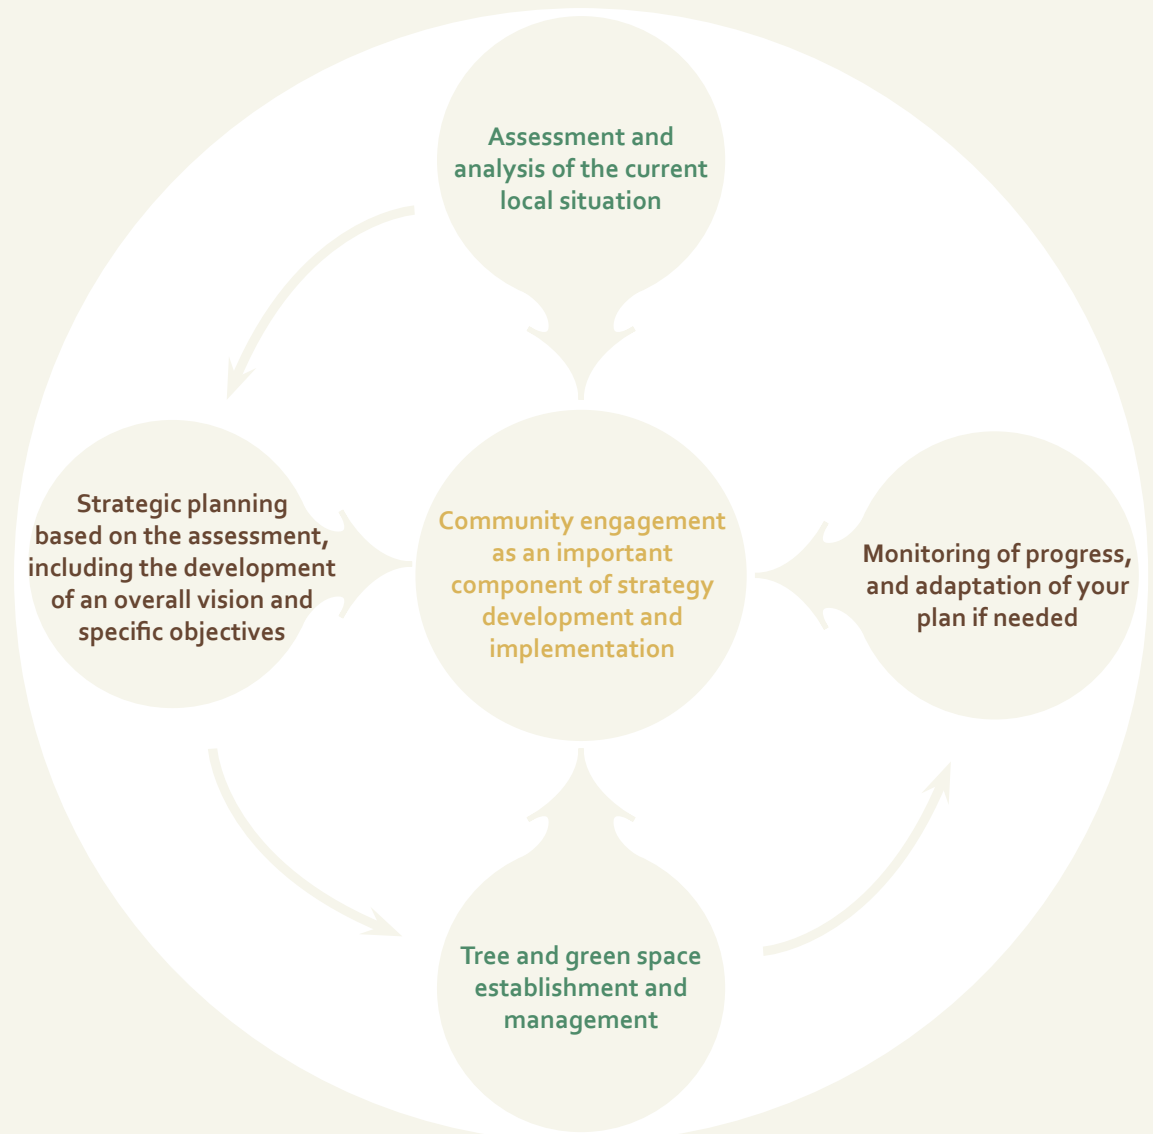 Assessment and
analysis of the current
local situation
Strategic planning
based on the assessment,
including the development
of an overall vision and
specific objectives
Community engagement
as an important
component of strategy
development and
implementation
Monitoring of progress,
and adaptation of your
plan if needed
Tree and green space
establishment and
management